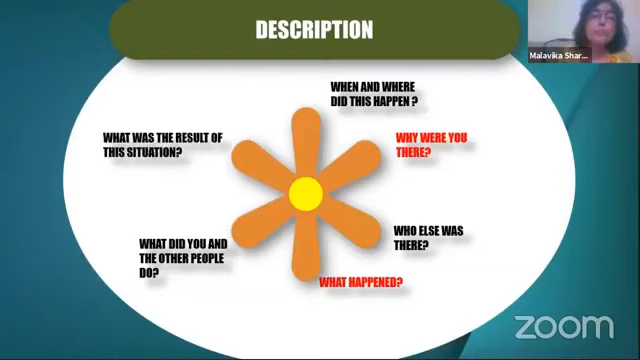 DESCRIPTION
Malavika Shar...
WHEN AND WHERE
DID THIS HAPPEN ?
WHY WERE YOU
THERE?
WHO ELSE WAS
THERE?
WHAT HAPPENED?
WHAT DID YOU AND
THE OTHER PEOPLE
DO?
WHAT WAS THE RESULT OF
THIS SITUATION?
zoom